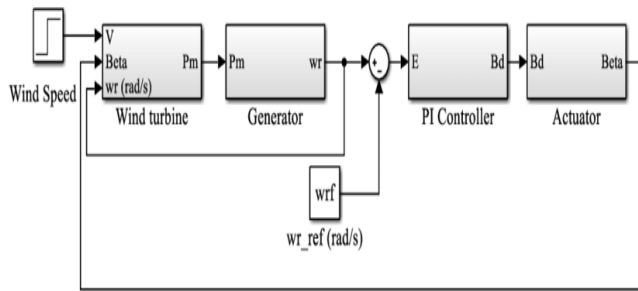 V
Beta
wr (rad/s)
Pm
Wind Speed
Wind turbine
Pm
wr
Generator
+
-
E
Bd
PI Controller
Bd
Beta
Actuator
wrf
wr_ref (rad/s)